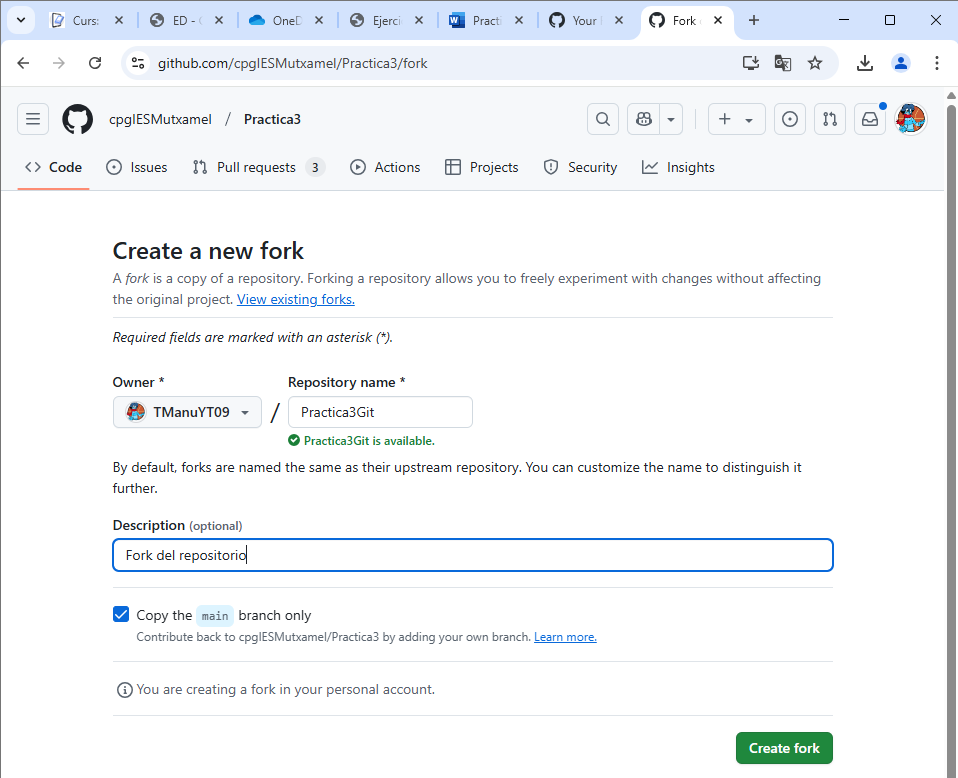 Curs:
ED -
OneD
Ejerci
Practi
Your
Fork
github.com/cpgIESMutxamel/Practica3/fork
cpgIESMutxamel / Practica3
Code Issues Pull requests 3 Actions Projects Security Insights
Create a new fork
A fork is a copy of a repository. Forking a repository allows you to freely experiment with changes without affecting
the original project. View existing forks.
Required fields are marked with an asterisk (*).
Owner * Repository name *
TManuYT09 / Practica3Git
Practica3Git is available.
By default, forks are named the same as their upstream repository. You can customize the name to distinguish it
further.
Description (optional)
Fork del repositorio
Copy the main branch only
Contribute back to cpgIESMutxamel/Practica3 by adding your own branch. Learn more.
You are creating a fork in your personal account.
Create fork